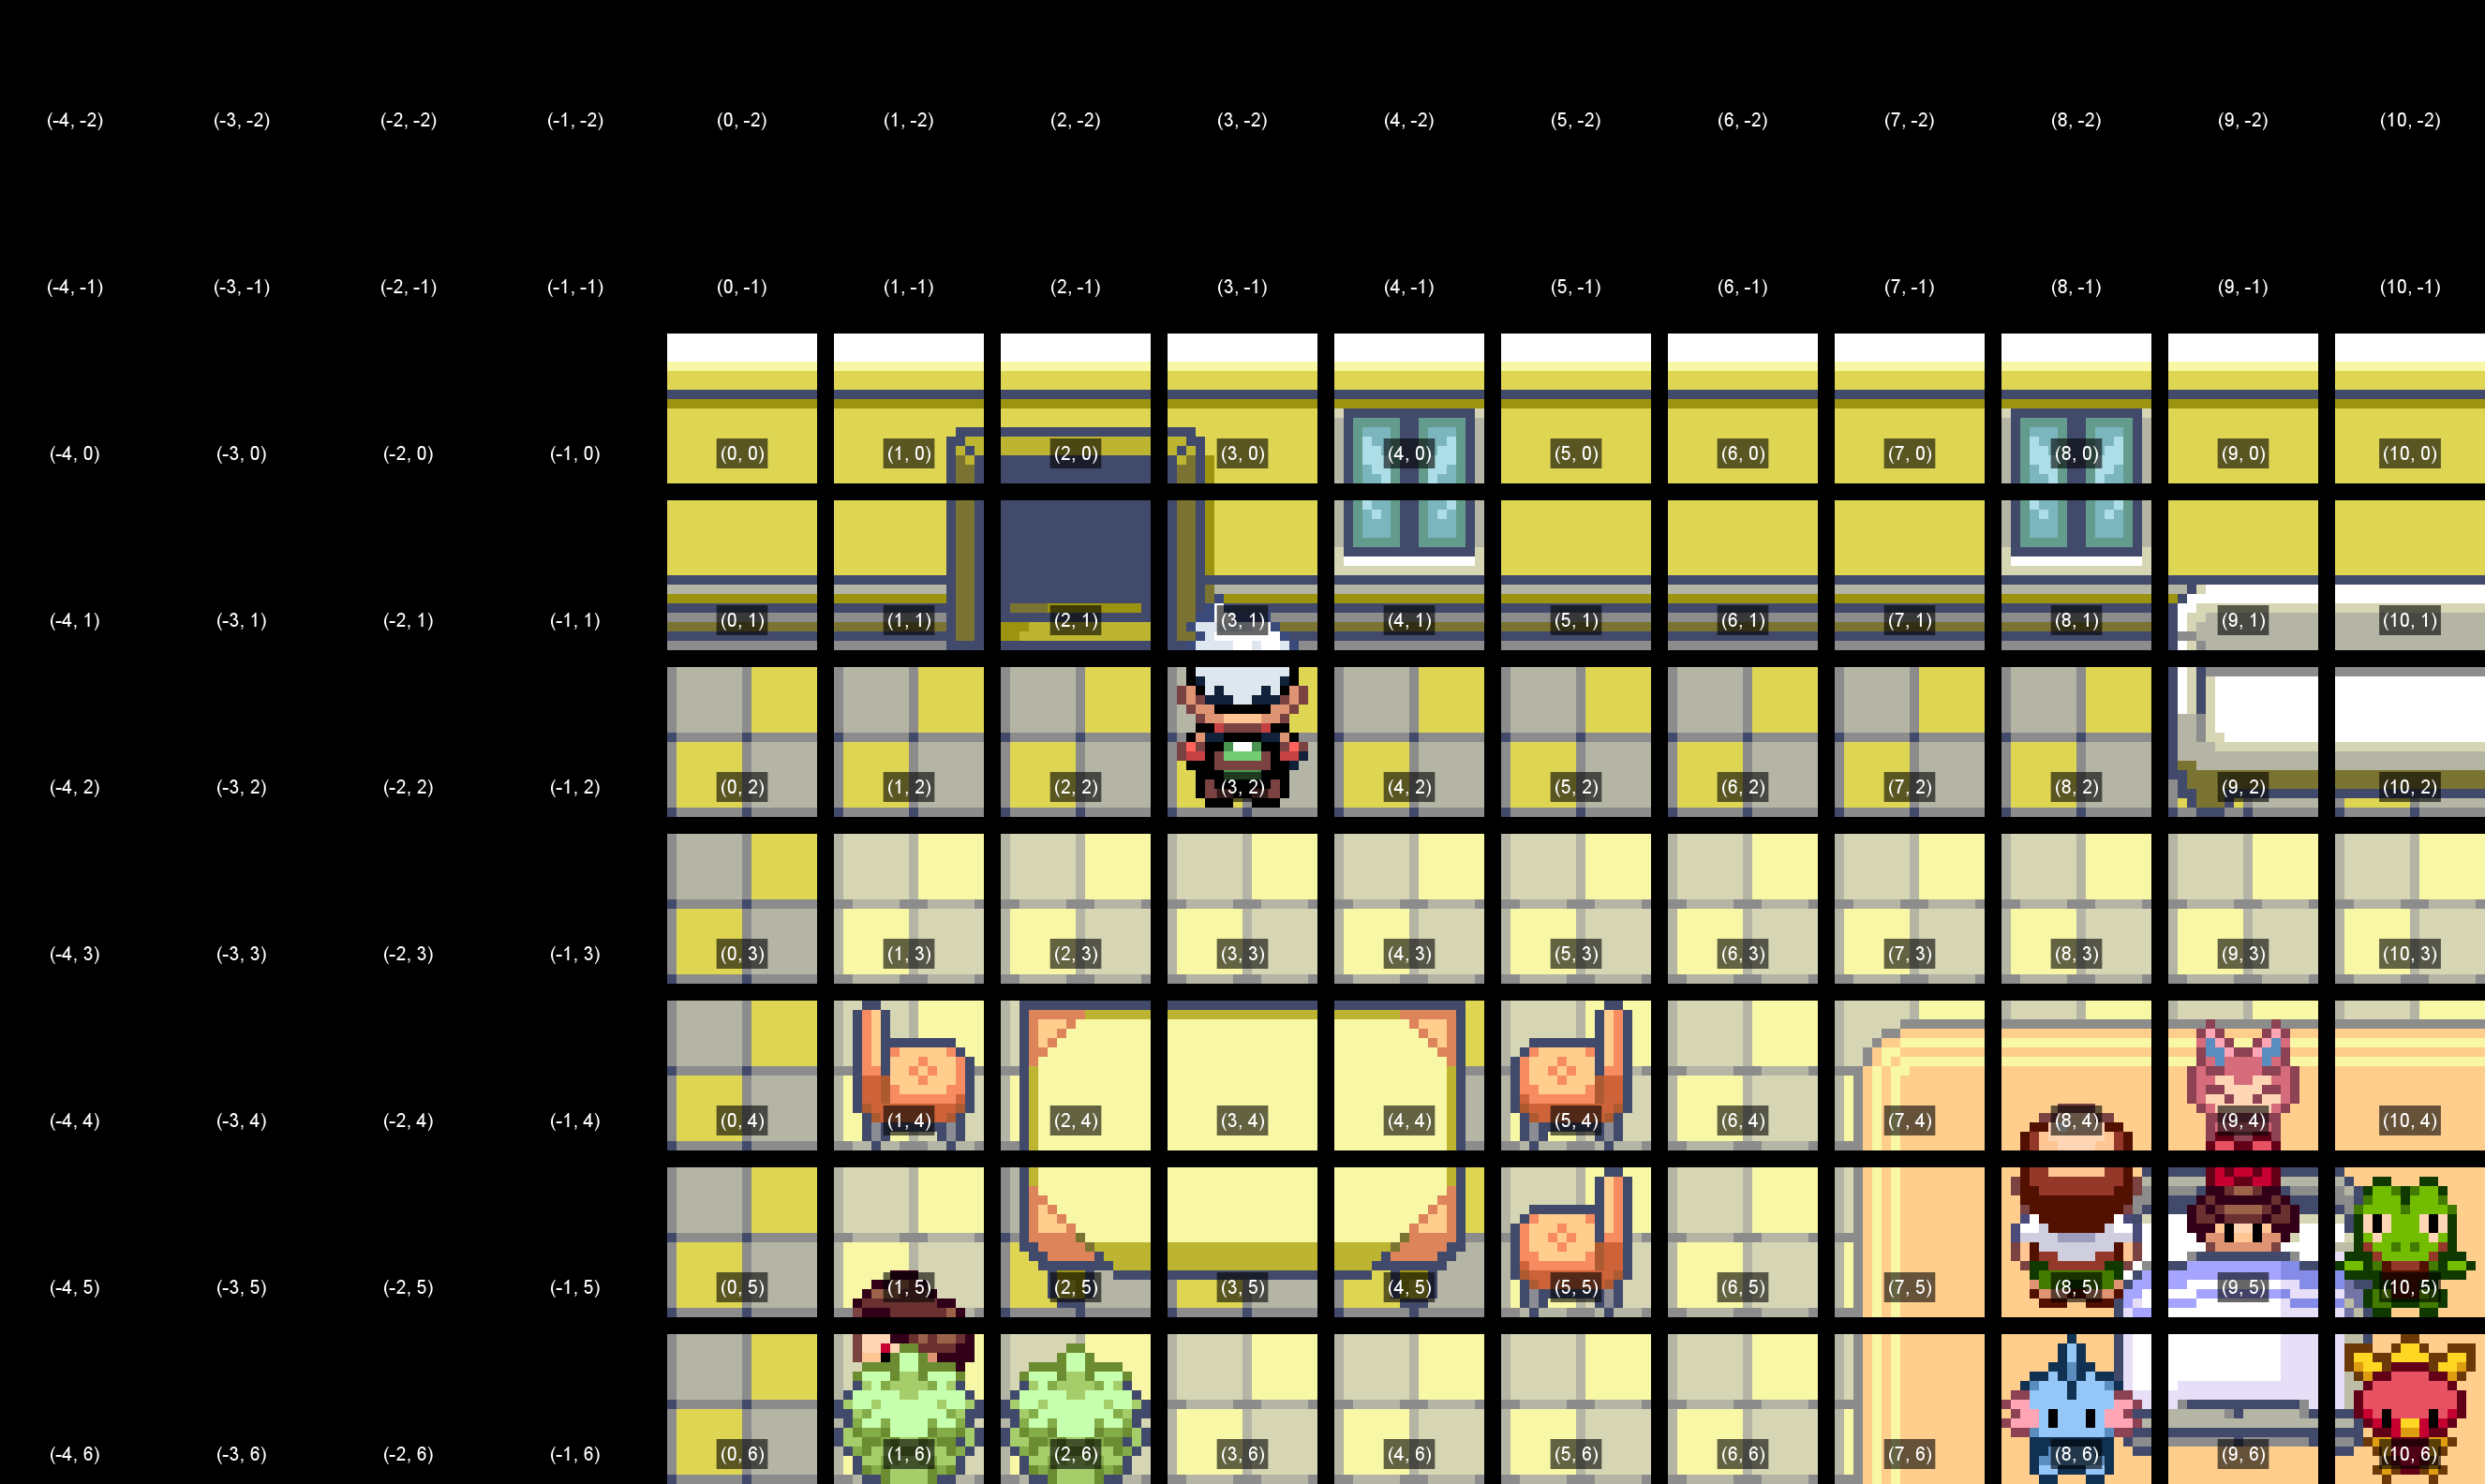 (-4, -2) (-3, -2) (-2, -2) (-1, -2) (0, -2) (1, -2) (2, -2) (3, -2) (4, -2) (5, -2) (6, -2) (7, -2) (8, -2) (9, -2) (10, -2)
(-4, -1) (-3, -1) (-2, -1) (-1, -1) (0, -1) (1, -1) (2, -1) (3, -1) (4, -1) (5, -1) (6, -1) (7, -1) (8, -1) (9, -1) (10, -1)
(-4, 0) (-3, 0) (-2, 0) (-1, 0) (0, 0) (1, 0) (2, 0) (3, 0) (4, 0) (5, 0) (6, 0) (7, 0) (8, 0) (9, 0) (10, 0)
(-4, 1) (-3, 1) (-2, 1) (-1, 1) (0, 1) (1, 1) (2, 1) (3, 1) (4, 1) (5, 1) (6, 1) (7, 1) (8, 1) (9, 1) (10, 1)
(-4, 2) (-3, 2) (-2, 2) (-1, 2) (0, 2) (1, 2) (2, 2) (3, 2) (4, 2) (5, 2) (6, 2) (7, 2) (8, 2) (9, 2) (10, 2)
(-4, 3) (-3, 3) (-2, 3) (-1, 3) (0, 3) (1, 3) (2, 3) (3, 3) (4, 3) (5, 3) (6, 3) (7, 3) (8, 3) (9, 3) (10, 3)
(-4, 4) (-3, 4) (-2, 4) (-1, 4) (0, 4) (1, 4) (2, 4) (3, 4) (4, 4) (5, 4) (6, 4) (7, 4) (8, 4) (9, 4) (10, 4)
(-4, 5) (-3, 5) (-2, 5) (-1, 5) (0, 5) (1, 5) (2, 5) (3, 5) (4, 5) (5, 5) (6, 5) (7, 5) (8, 5) (9, 5) (10, 5)
(-4, 6) (-3, 6) (-2, 6) (-1, 6) (0, 6) (1, 6) (2, 6) (3, 6) (4, 6) (5, 6) (6, 6) (7, 6) (8, 6) (9, 6) (10, 6)